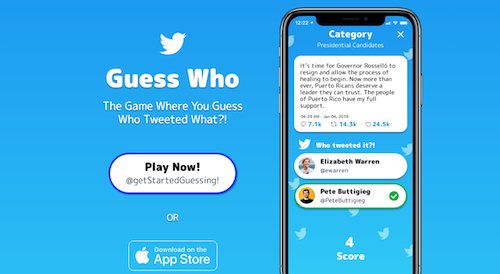 Guess Who
The Game Where You Guess
Who Tweeted What?!
Play Now!
@getStartedGuessing!
OR
Download on the
App Store
12:22
Category
Presidential Candidates
It's time for Governor Rosselló to
resign and allow the process of
healing to begin. Now more than
ever, Puerto Ricans deserve a
leader they can trust. The people
of Puerto Rico have my full
support.
04:28 AM - Jun 04, 2019
7.1k 14.3k 24.5k
Who tweeted it?!
Elizabeth Warren
@ewarren
Pete Buttigieg
@PeteButtigieg
4
Score